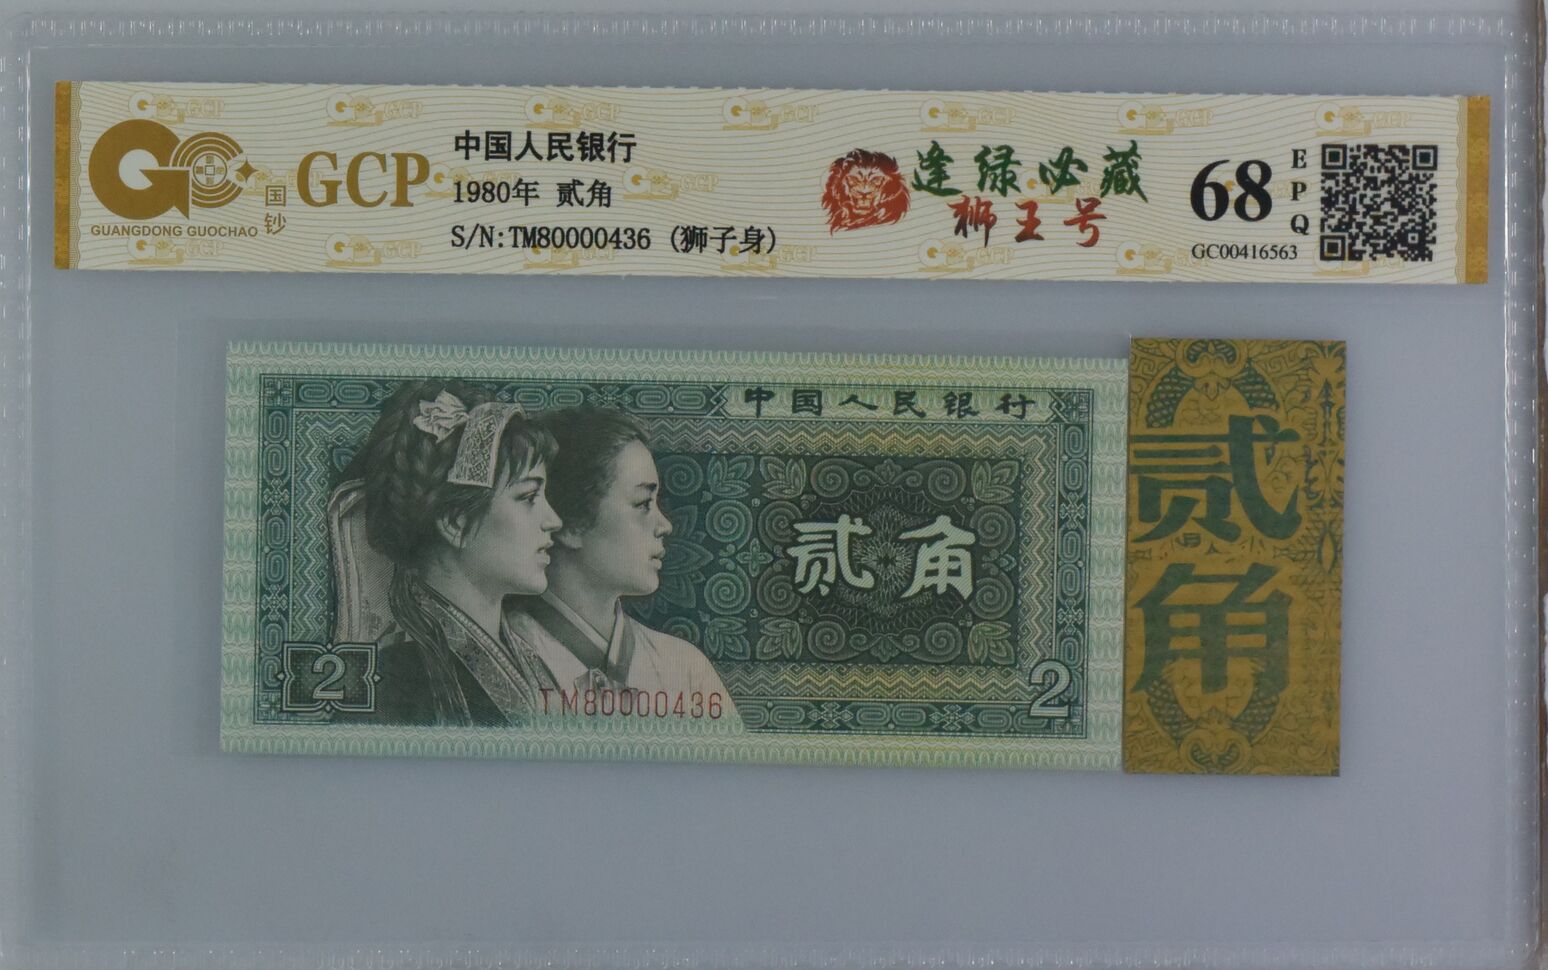 GCP
国钞
GUANGDONG GUOCHAO
中国人民银行
1980年 贰角
S/N:TM80000436 (狮子身)
逢绿必藏
狮王号
68
EPQ
GC00416563
中国人民银行
贰角
2
TM80000436
2
贰角